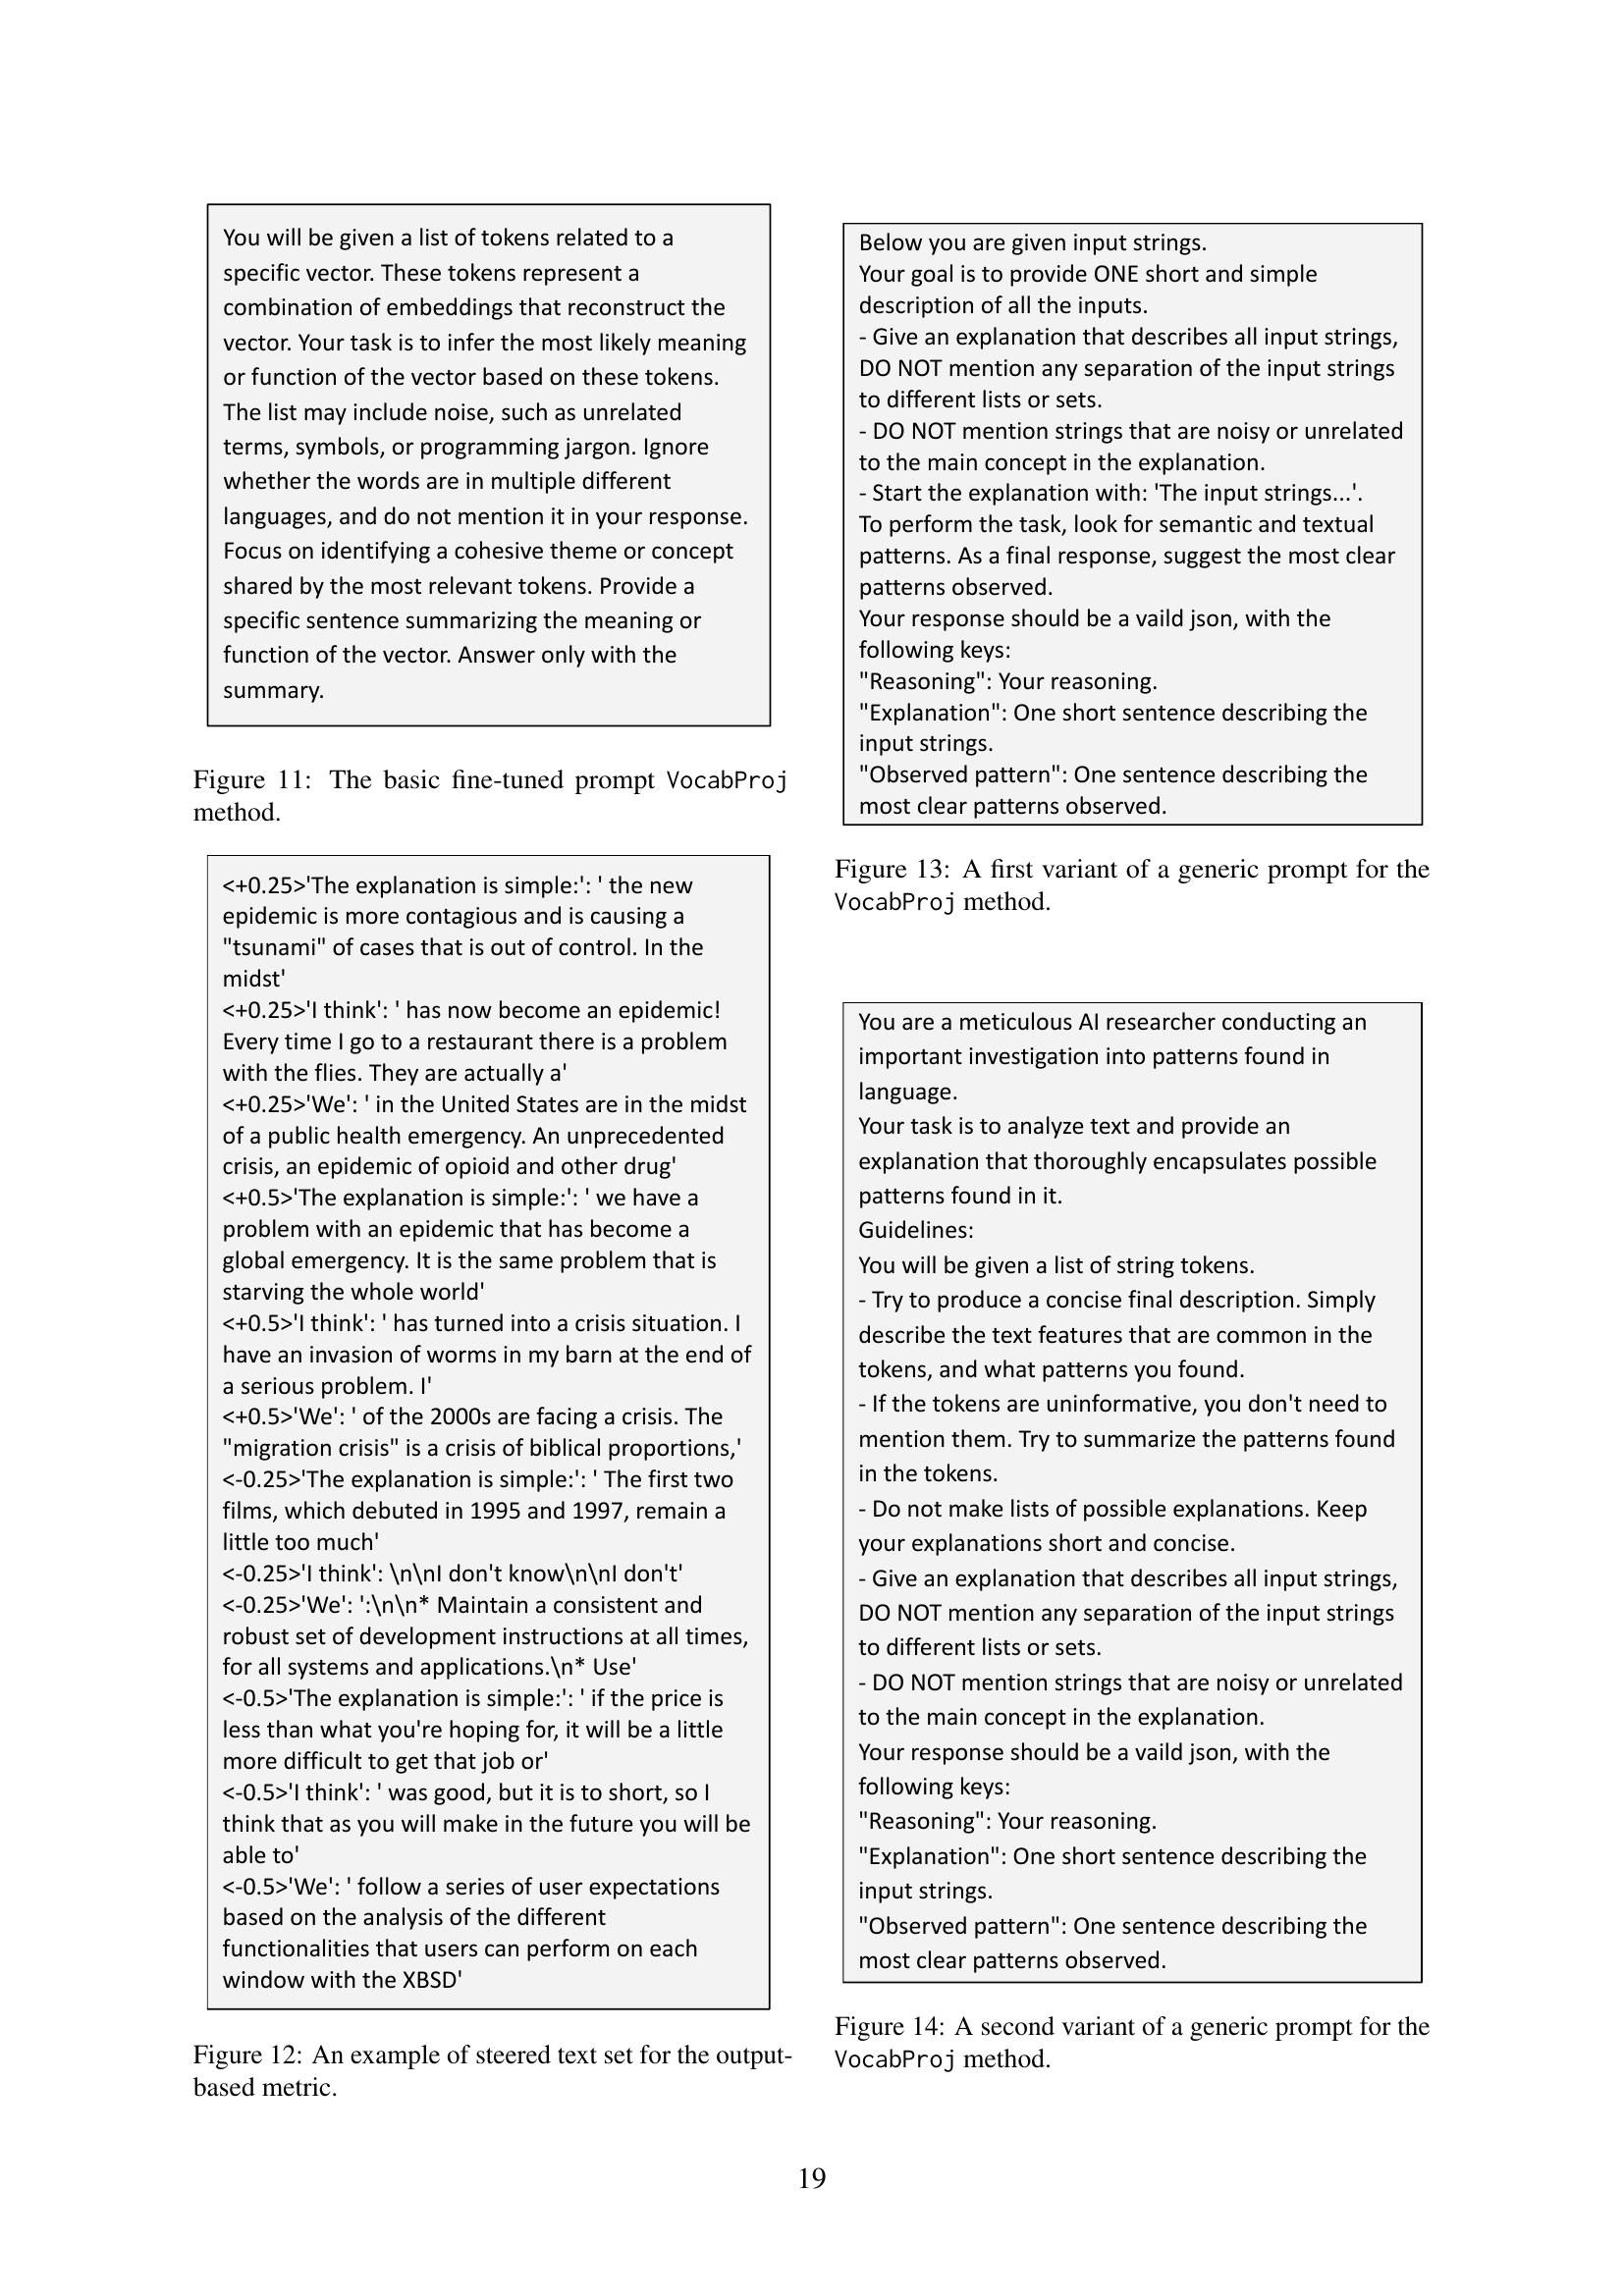 You will be given a list of tokens related to a
specific vector. These tokens represent a
combination of embeddings that reconstruct the
vector. Your task is to infer the most likely meaning
or function of the vector based on these tokens.
The list may include noise, such as unrelated
terms, symbols, or programming jargon. Ignore
whether the words are in multiple different
languages, and do not mention it in your response.
Focus on identifying a cohesive theme or concept
shared by the most relevant tokens. Provide a
specific sentence summarizing the meaning or
function of the vector. Answer only with the
summary.
Figure 11: The basic fine-tuned prompt VocabProj
method.
<+0.25>'The explanation is simple:': ' the new
epidemic is more contagious and is causing a
"tsunami" of cases that is out of control. In the
midst'
<+0.25>'I think': ' has now become an epidemic!
Every time I go to a restaurant there is a problem
with the flies. They are actually a'
<+0.25>'We': ' in the United States are in the midst
of a public health emergency. An unprecedented
crisis, an epidemic of opioid and other drug'
<+0.5>'The explanation is simple:': ' we have a
problem with an epidemic that has become a
global emergency. It is the same problem that is
starving the whole world'
<+0.5>'I think': ' has turned into a crisis situation. I
have an invasion of worms in my barn at the end of
a serious problem. I'
<+0.5>'We': ' of the 2000s are facing a crisis. The
"migration crisis" is a crisis of biblical proportions,'
<-0.25>'The explanation is simple:': ' The first two
films, which debuted in 1995 and 1997, remain a
little too much'
<-0.25>'I think': \n\nI don't know\n\nI don't'
<-0.25>'We': ':\n\n* Maintain a consistent and
robust set of development instructions at all times,
for all systems and applications.\n* Use'
<-0.5>'The explanation is simple:': ' if the price is
less than what you're hoping for, it will be a little
more difficult to get that job or'
<-0.5>'I think': ' was good, but it is to short, so I
think that as you will make in the future you will be
able to'
<-0.5>'We': ' follow a series of user expectations
based on the analysis of the different
functionalities that users can perform on each
window with the XBSD'
Figure 12: An example of steered text set for the output-
based metric.
Below you are given input strings.
Your goal is to provide ONE short and simple
description of all the inputs.
- Give an explanation that describes all input strings,
DO NOT mention any separation of the input strings
to different lists or sets.
- DO NOT mention strings that are noisy or unrelated
to the main concept in the explanation.
- Start the explanation with: 'The input strings...'.
To perform the task, look for semantic and textual
patterns. As a final response, suggest the most clear
patterns observed.
Your response should be a vaild json, with the
following keys:
"Reasoning": Your reasoning.
"Explanation": One short sentence describing the
input strings.
"Observed pattern": One sentence describing the
most clear patterns observed.
Figure 13: A first variant of a generic prompt for the
VocabProj method.
You are a meticulous AI researcher conducting an
important investigation into patterns found in
language.
Your task is to analyze text and provide an
explanation that thoroughly encapsulates possible
patterns found in it.
Guidelines:
You will be given a list of string tokens.
- Try to produce a concise final description. Simply
describe the text features that are common in the
tokens, and what patterns you found.
- If the tokens are uninformative, you don't need to
mention them. Try to summarize the patterns found
in the tokens.
- Do not make lists of possible explanations. Keep
your explanations short and concise.
- Give an explanation that describes all input strings,
DO NOT mention any separation of the input strings
to different lists or sets.
- DO NOT mention strings that are noisy or unrelated
to the main concept in the explanation.
Your response should be a vaild json, with the
following keys:
"Reasoning": Your reasoning.
"Explanation": One short sentence describing the
input strings.
"Observed pattern": One sentence describing the
most clear patterns observed.
Figure 14: A second variant of a generic prompt for the
VocabProj method.
19